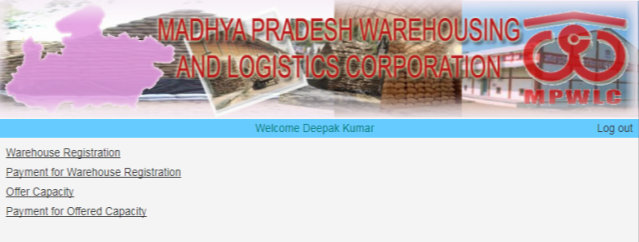 MADHYA PRADESH WAREHOUSING
AND LOGISTICS CORPORATION
MPWLC
Welcome Deepak Kumar
Log out
Warehouse Registration
Payment for Warehouse Registration
Offer Capacity
Payment for Offered Capacity